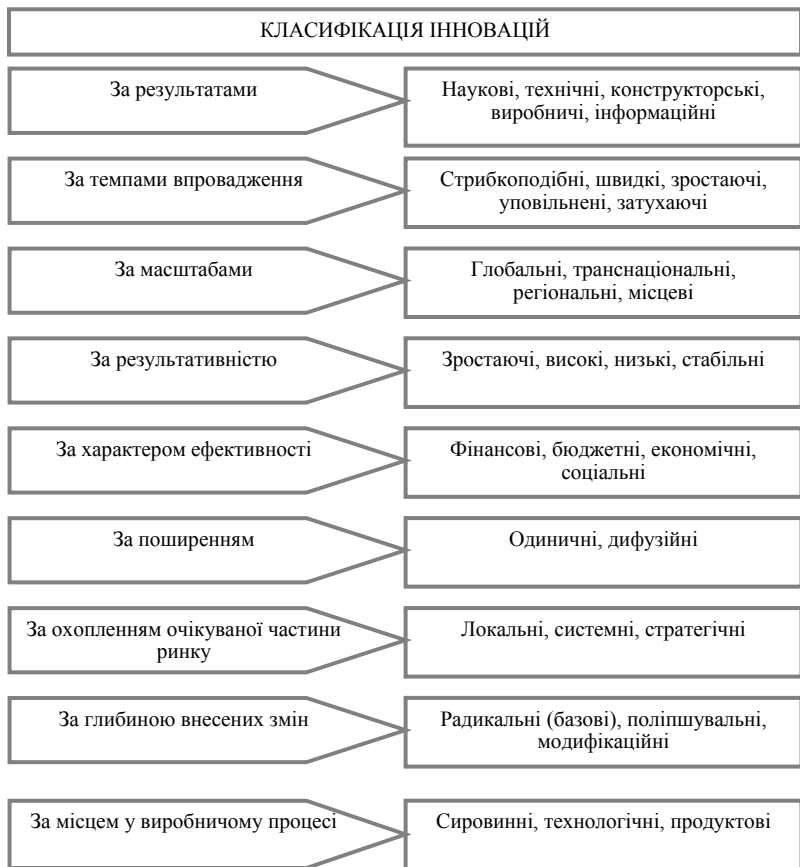 КЛАСИФІКАЦІЯ ІННОВАЦІЙ
За результатами
Наукові, технічні, конструкторські,
виробничі, інформаційні
За темпами впровадження
Стрибкоподібні, швидкі, зростаючі,
уповільнені, затухаючі
За масштабами
Глобальні, транснаціональні,
регіональні, місцеві
За результативністю
Зростаючі, високі, низькі, стабільні
За характером ефективності
Фінансові, бюджетні, економічні,
соціальні
За поширенням
Одиничні, дифузійні
За охопленням очікуваної частини
ринку
Локальні, системні, стратегічні
За глибиною внесених змін
Радикальні (базові), поліпшувальні,
модифікаційні
За місцем у виробничому процесі
Сировинні, технологічні, продуктові